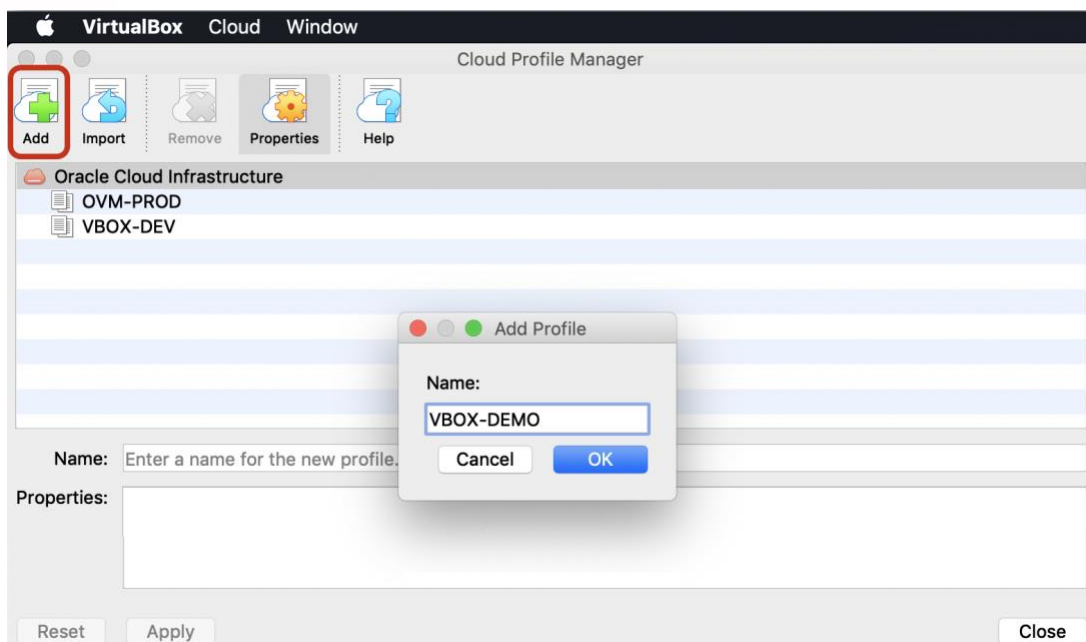 VirtualBox Cloud Window
Cloud Profile Manager
Add Import Remove Properties Help
Oracle Cloud Infrastructure
OVM-PROD
VBOX-DEV
Add Profile
Name:
VBOX-DEMO
Cancel OK
Name: Enter a name for the new profile.
Properties:
Reset Apply Close